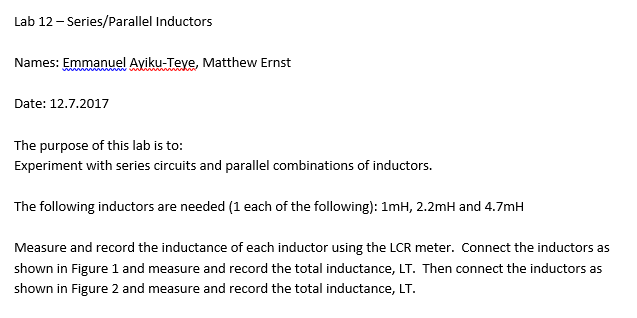 Lab 12 – Series/Parallel Inductors
Names: Emmanuel Ayiku-Teye, Matthew Ernst
Date: 12.7.2017
The purpose of this lab is to:
Experiment with series circuits and parallel combinations of inductors.
The following inductors are needed (1 each of the following): 1mH, 2.2mH and 4.7mH
Measure and record the inductance of each inductor using the LCR meter.  Connect the inductors as
shown in Figure 1 and measure and record the total inductance, LT.  Then connect the inductors as
shown in Figure 2 and measure and record the total inductance, LT.